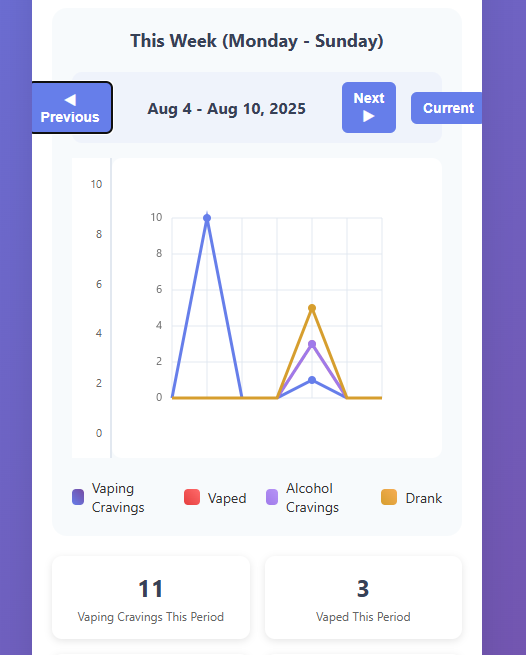 This Week (Monday - Sunday)
◀
Previous
Aug 4 - Aug 10, 2025
Next
▶
Current
10
8
6
4
2
0
10
8
6
4
2
0
Vaping
Cravings
Vaped
Alcohol
Cravings
Drank
11
Vaping Cravings This Period
3
Vaped This Period